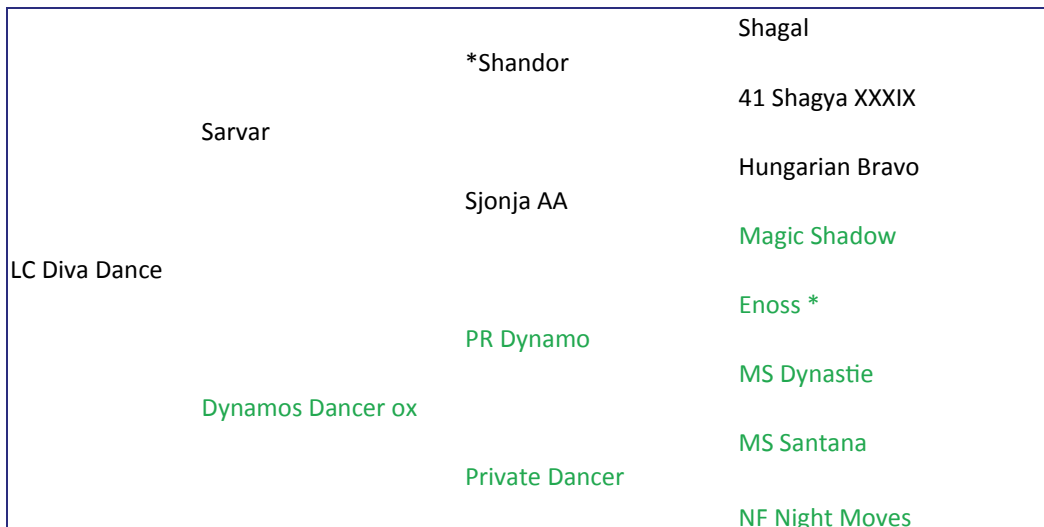 Shagal
*Shandor
41 Shagya XXXIX
Sarvar
Hungarian Bravo
Sjonja AA
Magic Shadow
LC Diva Dance
Enoss *
PR Dynamo
MS Dynastie
Dynamos Dancer ox
MS Santana
Private Dancer
NF Night Moves